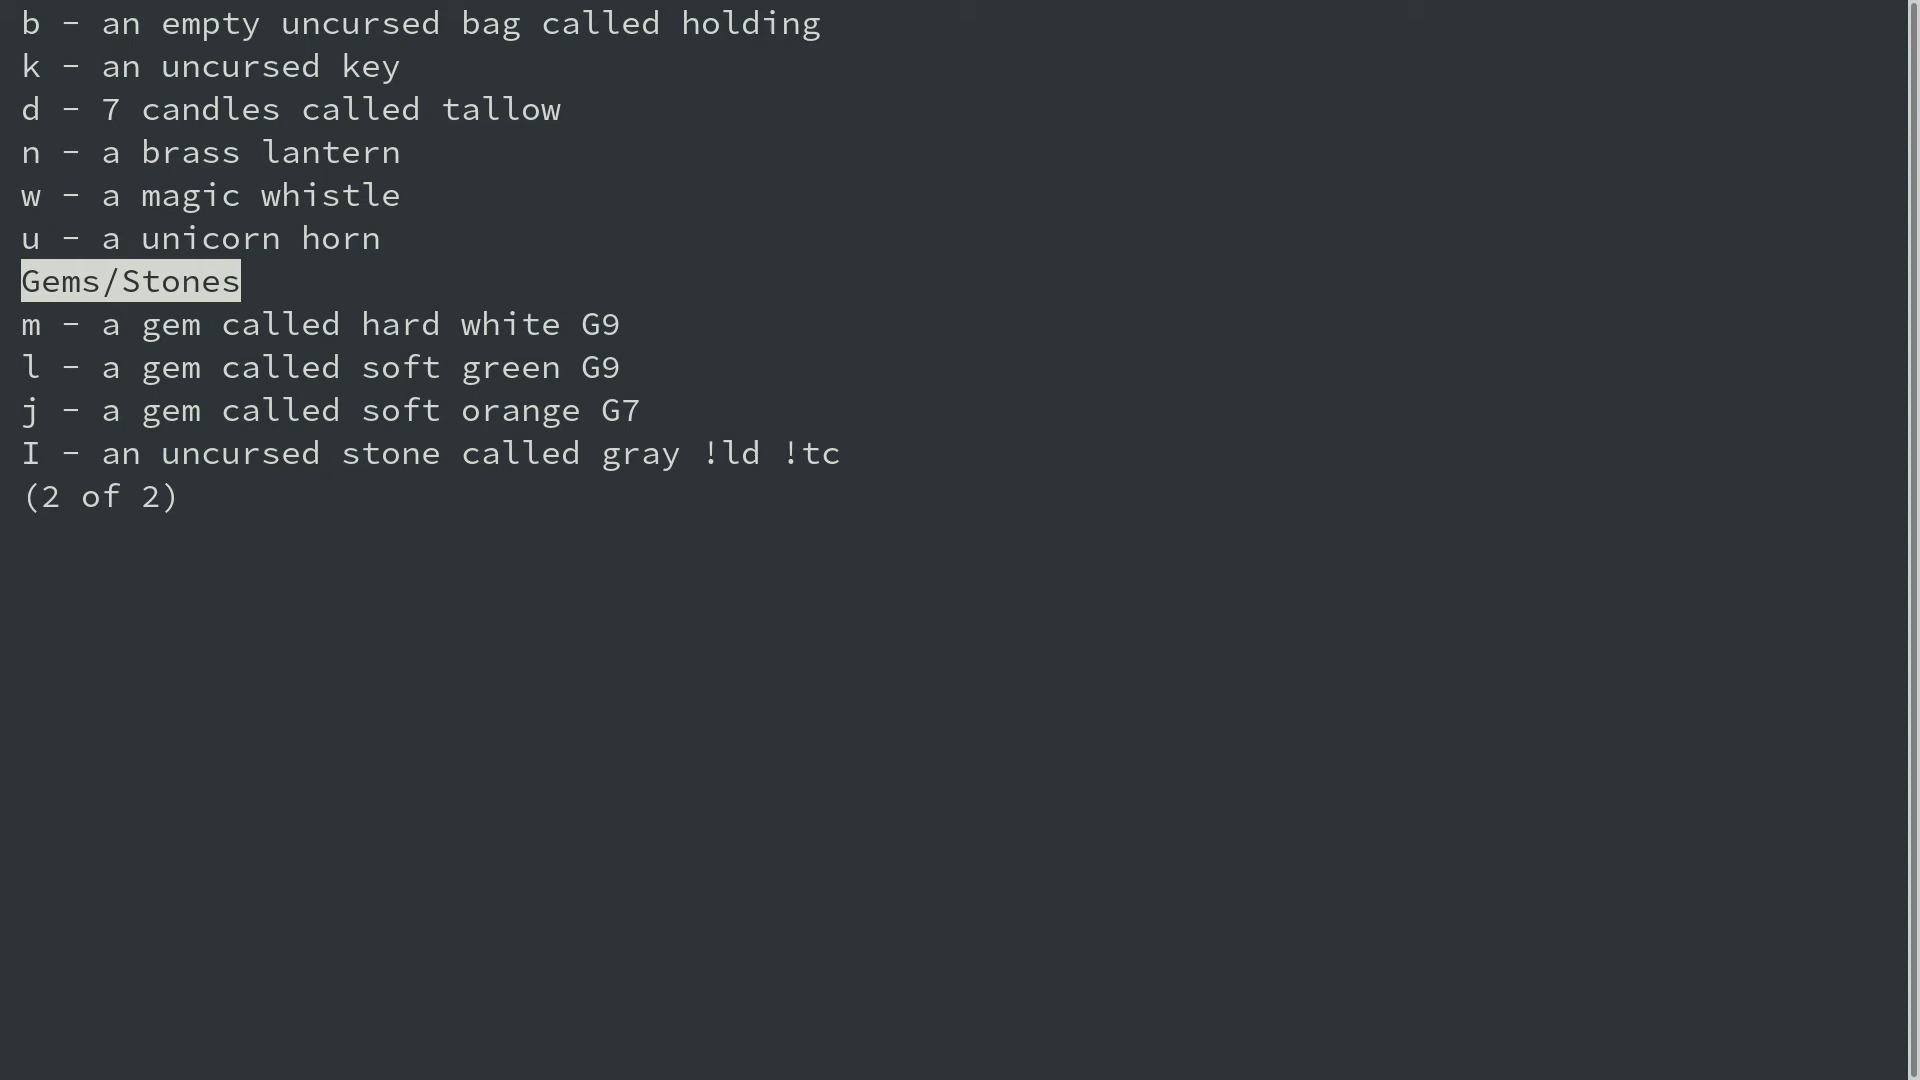 b - an empty uncursed bag called holding
k - an uncursed key
d - 7 candles called tallow
n - a brass lantern
w - a magic whistle
u - a unicorn horn
Gems/Stones
m - a gem called hard white G9
l - a gem called soft green G9
j - a gem called soft orange G7
I - an uncursed stone called gray !ld !tc
(2 of 2)